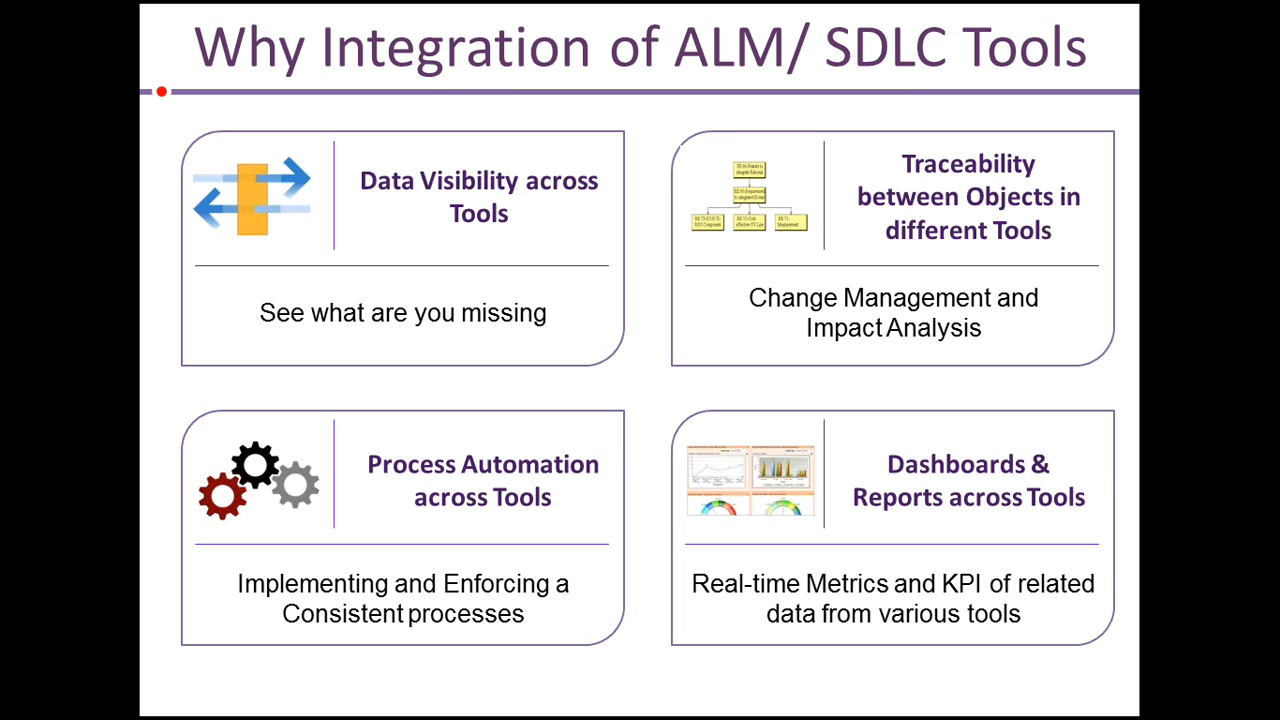 Why Integration of ALM/ SDLC Tools
Data Visibility across
Tools
See what are you missing
Traceability
between Objects in
different Tools
Change Management and
Impact Analysis
Process Automation
across Tools
Implementing and Enforcing a
Consistent processes
Dashboards &
Reports across Tools
Real-time Metrics and KPI of related
data from various tools